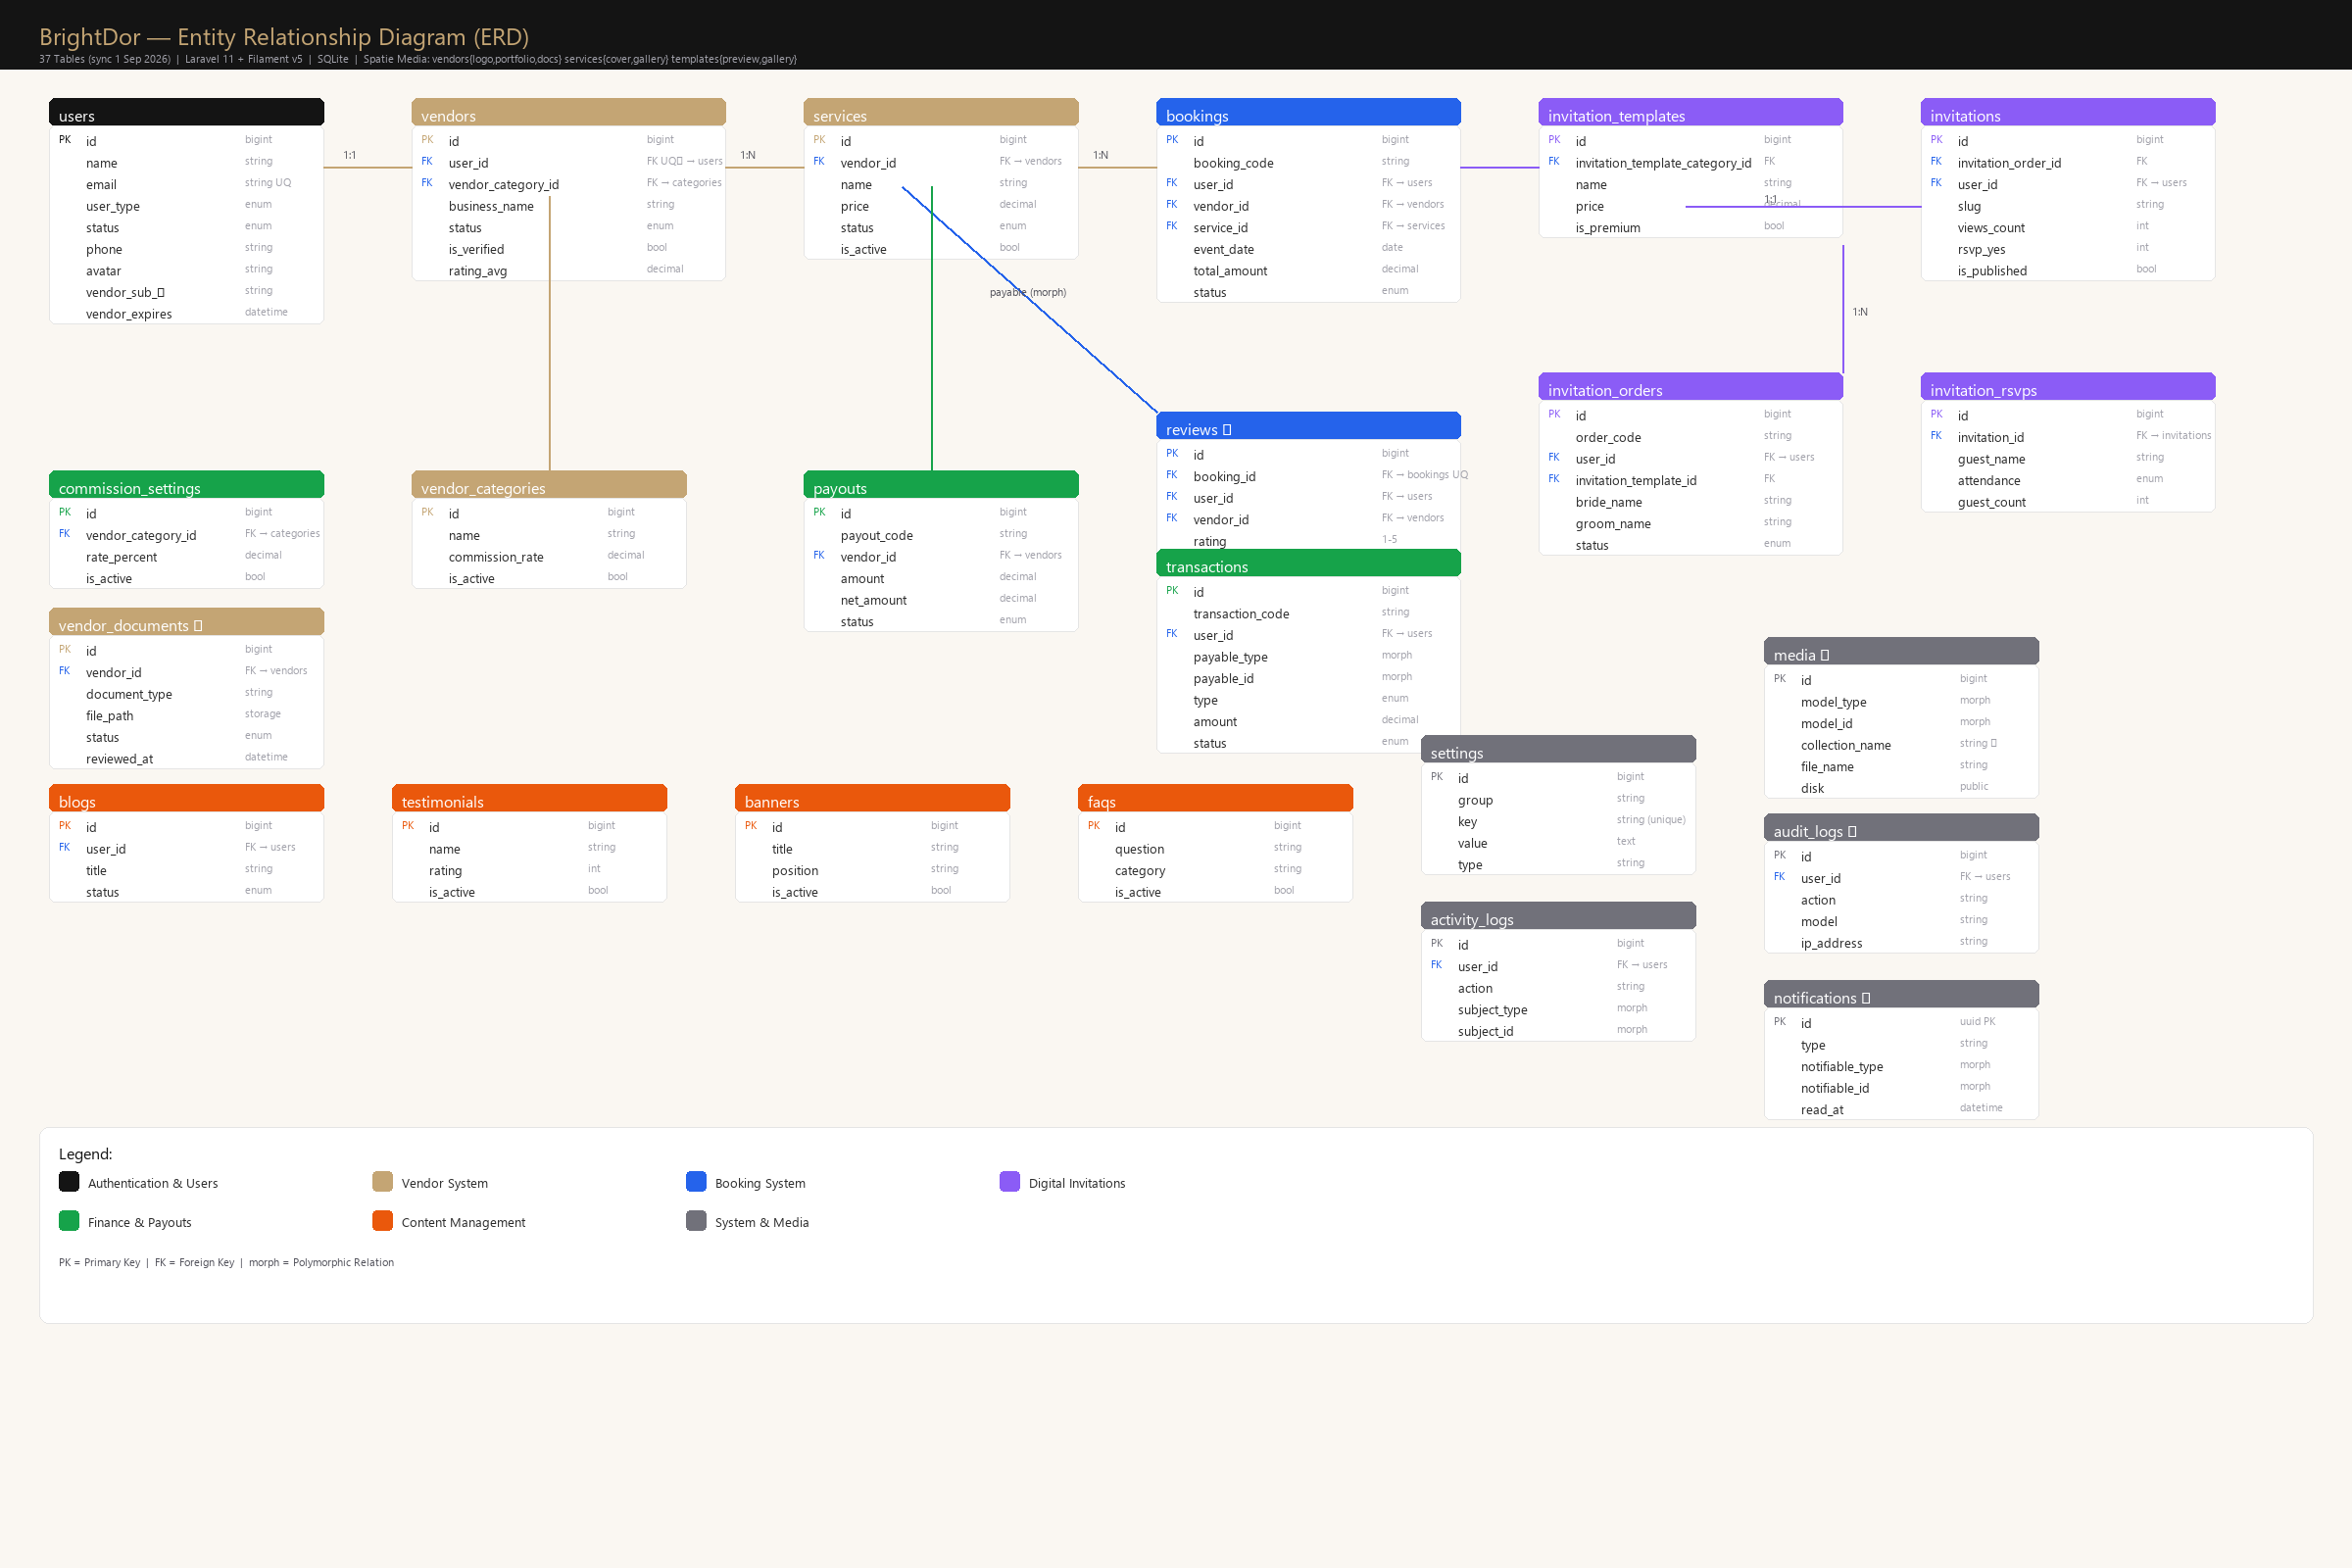 BrightDor — Entity Relationship Diagram (ERD)
37 Tables (sync 1 Sep 2026) | Laravel 11 + Filament v5 | SQLite | Spatie Media: vendors{logo,portfolio,docs} services{cover,gallery} templates{preview,gallery}
users
PK id bigint
name string
email string UQ
user_type enum
status enum
phone string
avatar string
vendor_sub_ string
vendor_expires datetime
1:1
vendors
PK id bigint
FK user_id FK UQ → users
FK vendor_category_id FK → categories
business_name string
status enum
is_verified bool
rating_avg decimal
1:N
services
PK id bigint
FK vendor_id FK → vendors
name string
price decimal
status enum
is_active bool
1:N
payable (morph)
bookings
PK id bigint
booking_code string
FK user_id FK → users
FK vendor_id FK → vendors
FK service_id FK → services
event_date date
total_amount decimal
status enum
invitation_templates
PK id bigint
FK invitation_template_category_id FK
name string
price decimal
1:1
is_premium bool
1:N
invitations
PK id bigint
FK invitation_order_id FK
FK user_id FK → users
slug string
views_count int
rsvp_yes int
is_published bool
invitation_orders
PK id bigint
order_code string
FK user_id FK → users
FK invitation_template_id FK
bride_name string
groom_name string
status enum
invitation_rsvps
PK id bigint
FK invitation_id FK → invitations
guest_name string
attendance enum
guest_count int
reviews
PK id bigint
FK booking_id FK → bookings UQ
FK user_id FK → users
FK vendor_id FK → vendors
rating 1-5
commission_settings
PK id bigint
FK vendor_category_id FK → categories
rate_percent decimal
is_active bool
vendor_categories
PK id bigint
name string
commission_rate decimal
is_active bool
payouts
PK id bigint
payout_code string
FK vendor_id FK → vendors
amount decimal
net_amount decimal
status enum
transactions
PK id bigint
transaction_code string
FK user_id FK → users
payable_type morph
payable_id morph
type enum
amount decimal
status enum
vendor_documents
PK id bigint
FK vendor_id FK → vendors
document_type string
file_path storage
status enum
reviewed_at datetime
media
PK id bigint
model_type morph
model_id morph
collection_name string
file_name string
disk public
settings
PK id bigint
group string
key string (unique)
value text
type string
blogs
PK id bigint
FK user_id FK → users
title string
status enum
testimonials
PK id bigint
name string
rating int
is_active bool
banners
PK id bigint
title string
position string
is_active bool
faqs
PK id bigint
question string
category string
is_active bool
audit_logs
PK id bigint
FK user_id FK → users
action string
model string
ip_address string
activity_logs
PK id bigint
FK user_id FK → users
action string
subject_type morph
subject_id morph
notifications
PK id uuid PK
type string
notifiable_type morph
notifiable_id morph
read_at datetime
Legend:
Authentication & Users
Vendor System
Booking System
Digital Invitations
Finance & Payouts
Content Management
System & Media
PK = Primary Key | FK = Foreign Key | morph = Polymorphic Relation